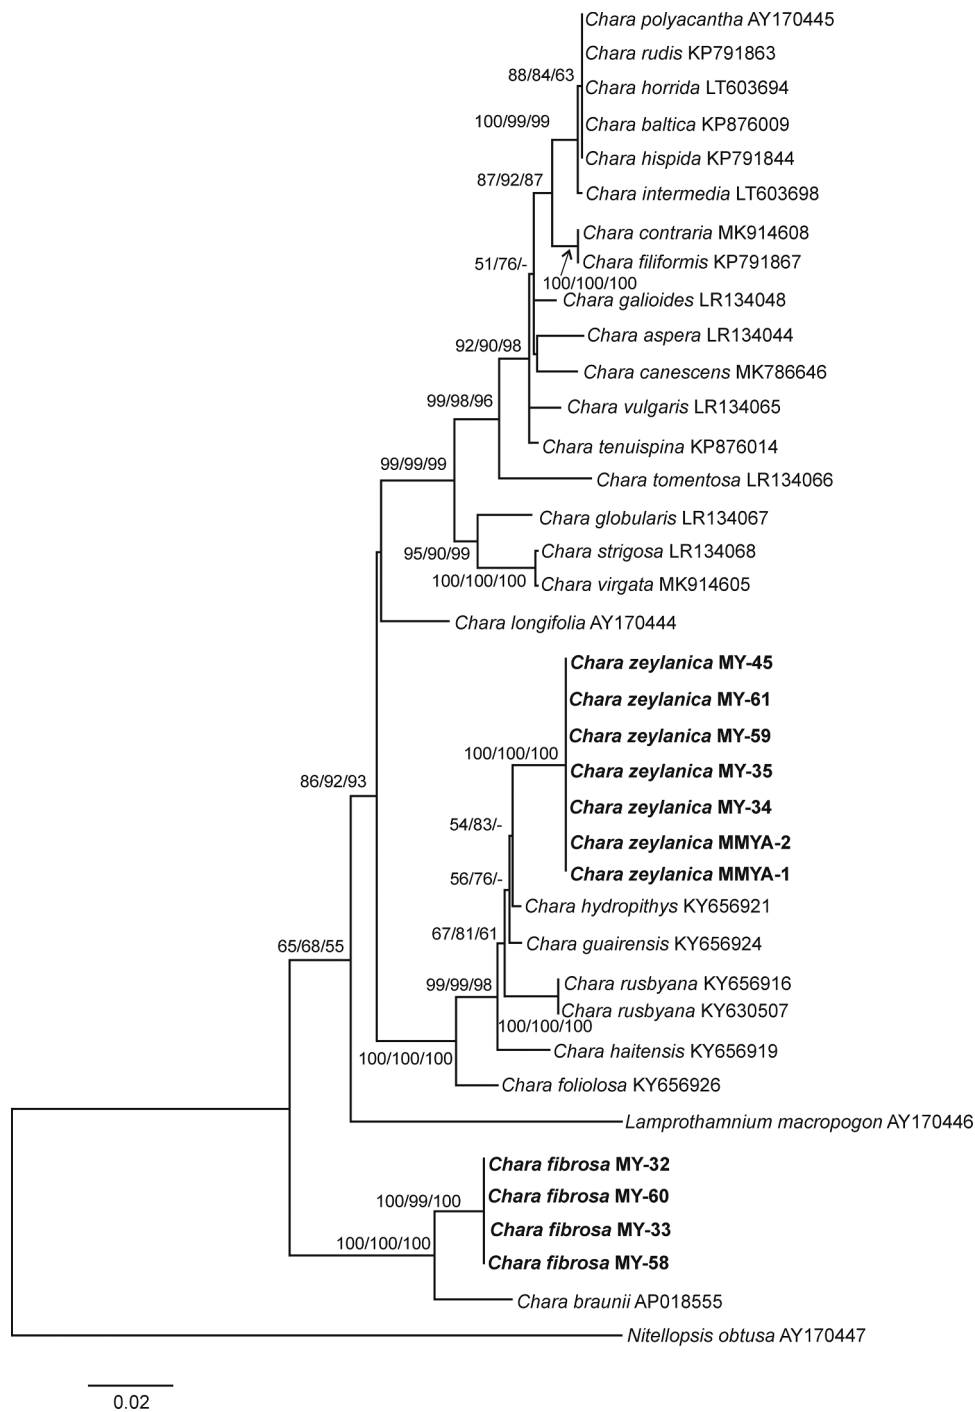 Chara polyacantha AY170445
Chara rudis KP791863
88/84/63
Chara horrida LT603694
100/99/99
Chara baltica KP876009
Chara hispida KP791844
87/92/87
Chara intermedia LT603698
Chara contraria MK914608
51/76/-
Chara filiformis KP791867
100/100/100
Chara galioides LR134048
Chara aspera LR134044
92/90/98
Chara canescens MK786646
99/98/96
Chara vulgaris LR134065
Chara tenuispina KP876014
99/99/99
Chara tomentosa LR134066
Chara globularis LR134067
95/90/99
Chara strigosa LR134068
100/100/100
Chara virgata MK914605
Chara longifolia AY170444
Chara zeylanica MY-45
Chara zeylanica MY-61
Chara zeylanica MY-59
100/100/100
Chara zeylanica MY-35
86/92/93
Chara zeylanica MY-34
54/83/-
Chara zeylanica MMYA-2
Chara zeylanica MMYA-1
56/76/-
Chara hydropithys KY656921
67/81/61
Chara guairensis KY656924
65/68/55
99/99/98
Chara rusbyana KY656916
Chara rusbyana KY630507
100/100/100
Chara haitensis KY656919
100/100/100
Chara foliolosa KY656926
Lamprothamnium macropogon AY170446
Chara fibrosa MY-32
Chara fibrosa MY-60
100/99/100
Chara fibrosa MY-33
100/100/100
Chara fibrosa MY-58
Chara braunii AP018555
Nitellopsis obtusa AY170447
0.02